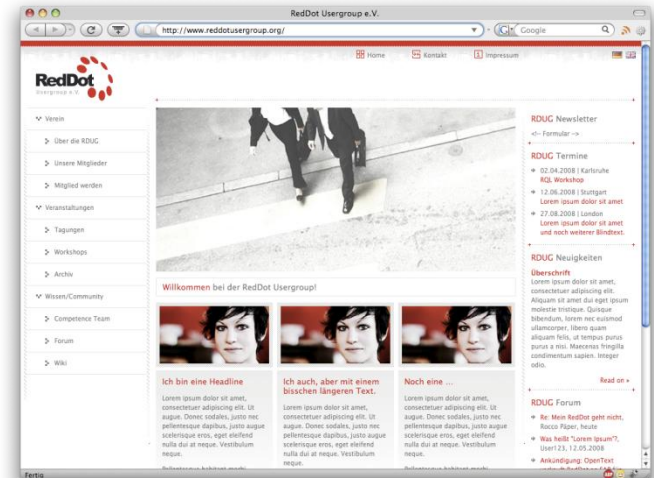 RedDot Usergroup e.V.
http://www.reddotusergroup.org/
Google
Home
Kontakt
Impressum
RedDot
Usergroup e.V.
Verein
Über die RDUG
Unsere Mitglieder
Mitglied werden
Veranstaltungen
Tagungen
Workshops
Archiv
Wissen/Community
Competence Team
Forum
Wiki
Willkommen bei der RedDot Usergroup!
Ich bin eine Headline
Lorem ipsum dolor sit amet,
consectetuer adipiscing elit. Ut
augue. Donec sodales, justo nec
pellentesque dapibus, justo augue
scelerisque eros, eget eleifend
nulla dui at neque. Vestibulum
neque.
Ich auch, aber mit einem
bisschen längeren Text.
Lorem ipsum dolor sit amet,
consectetuer adipiscing elit. Ut
augue. Donec sodales, justo nec
pellentesque dapibus, justo augue
scelerisque eros, eget eleifend
nulla dui at neque. Vestibulum
neque.
Noch eine ...
Lorem ipsum dolor sit amet,
consectetuer adipiscing elit. Ut
augue. Donec sodales, justo nec
pellentesque dapibus, justo augue
scelerisque eros, eget eleifend
nulla dui at neque. Vestibulum
neque.
RDUG Newsletter
<!-- Formular -->
RDUG Termine
02.04.2008 | Karlsruhe
RQL Workshop
12.06.2008 | Stuttgart
Lorem ipsum dolor sit amet
27.08.2008 | London
Lorem ipsum dolor sit amet
und noch weiterer Blindtext.
RDUG Neuigkeiten
Überschrift
Lorem ipsum dolor sit amet,
consectetuer adipiscing elit.
Aliquam sit amet dui eget ipsum
molestie tristique. Quisque
bibendum, lorem nec euismod
ullamcorper, libero quam
aliquam felis, ut tempus purus
purus a nisi. Maecenas fringilla
condimentum sapien. Integer
odio.
Read on »
RDUG Forum
Re: Mein RedDot geht nicht,
Rocco Päper, heute
Was heißt "Lorem Ipsum"?,
User123, 12.05.2008
Ankündigung: OpenText
Fertig